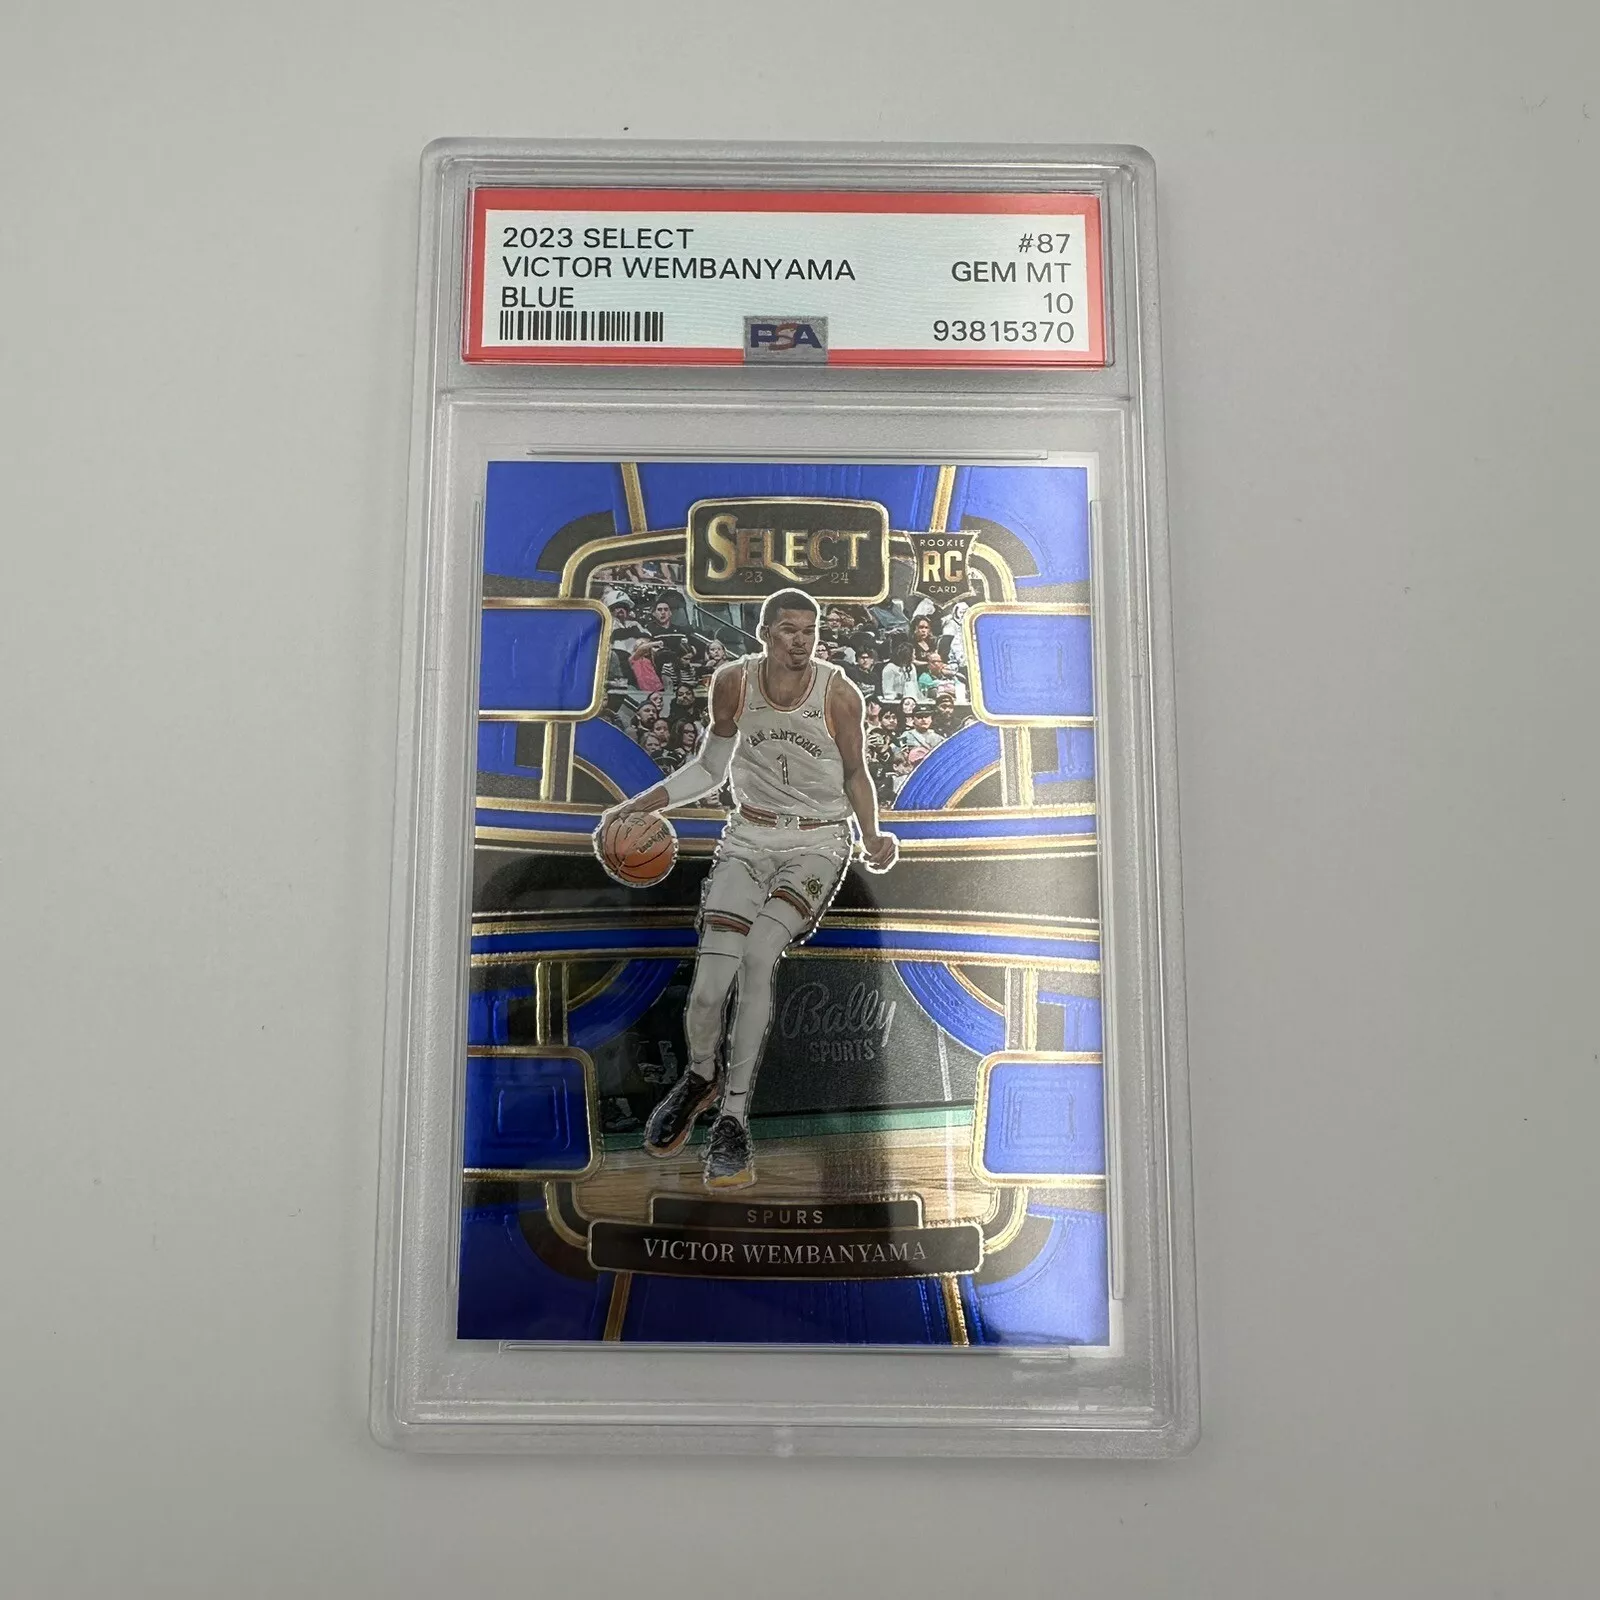 2023 SELECT #87
VICTOR WEMBANYAMA GEM MT
BLUE 10
93815370
PSA
SELECT
'23 24
ROOKIE
RC
CARD
SAN ANTONIO
1
Bally
SPORTS
SPURS
VICTOR WEMBANYAMA